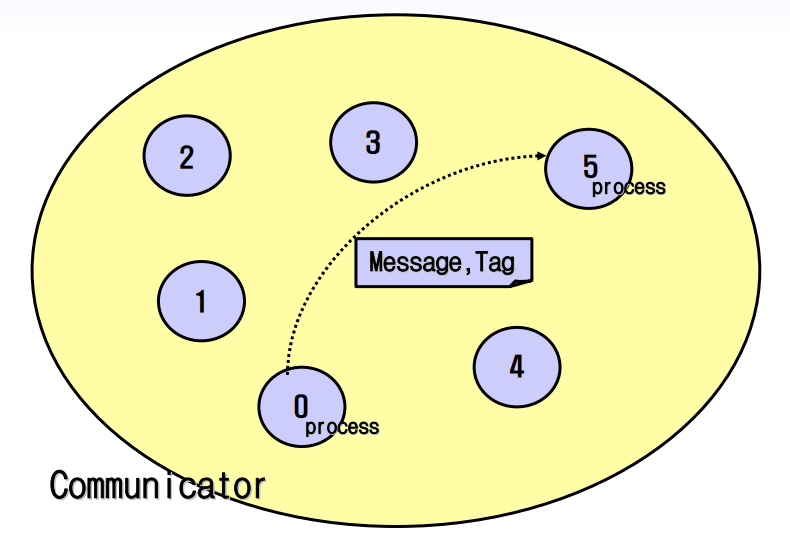 2
3
5
process
Message,Tag
1
4
0
process
Communicator